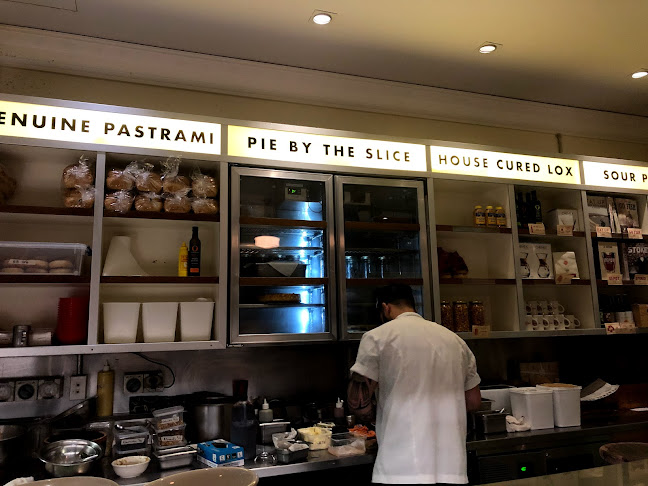 ENUINE PASTRAMI
PIE BY THE SLICE
HOUSE CURED LOX
SOUR P